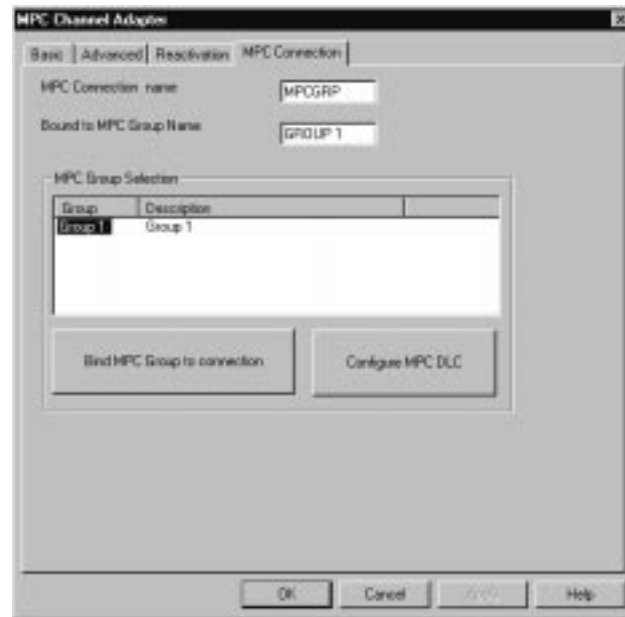 MPC Channel Adapter
Basic Advanced Reactivation MPC Connection
MPC Connection name MPCGRP
Bound to MPC Group Name GROUP 1
MPC Group Selection
Group Description
Group 1 Group 1
Bind MPC Group to connection Configure MPC DLC
OK Cancel Apply Help